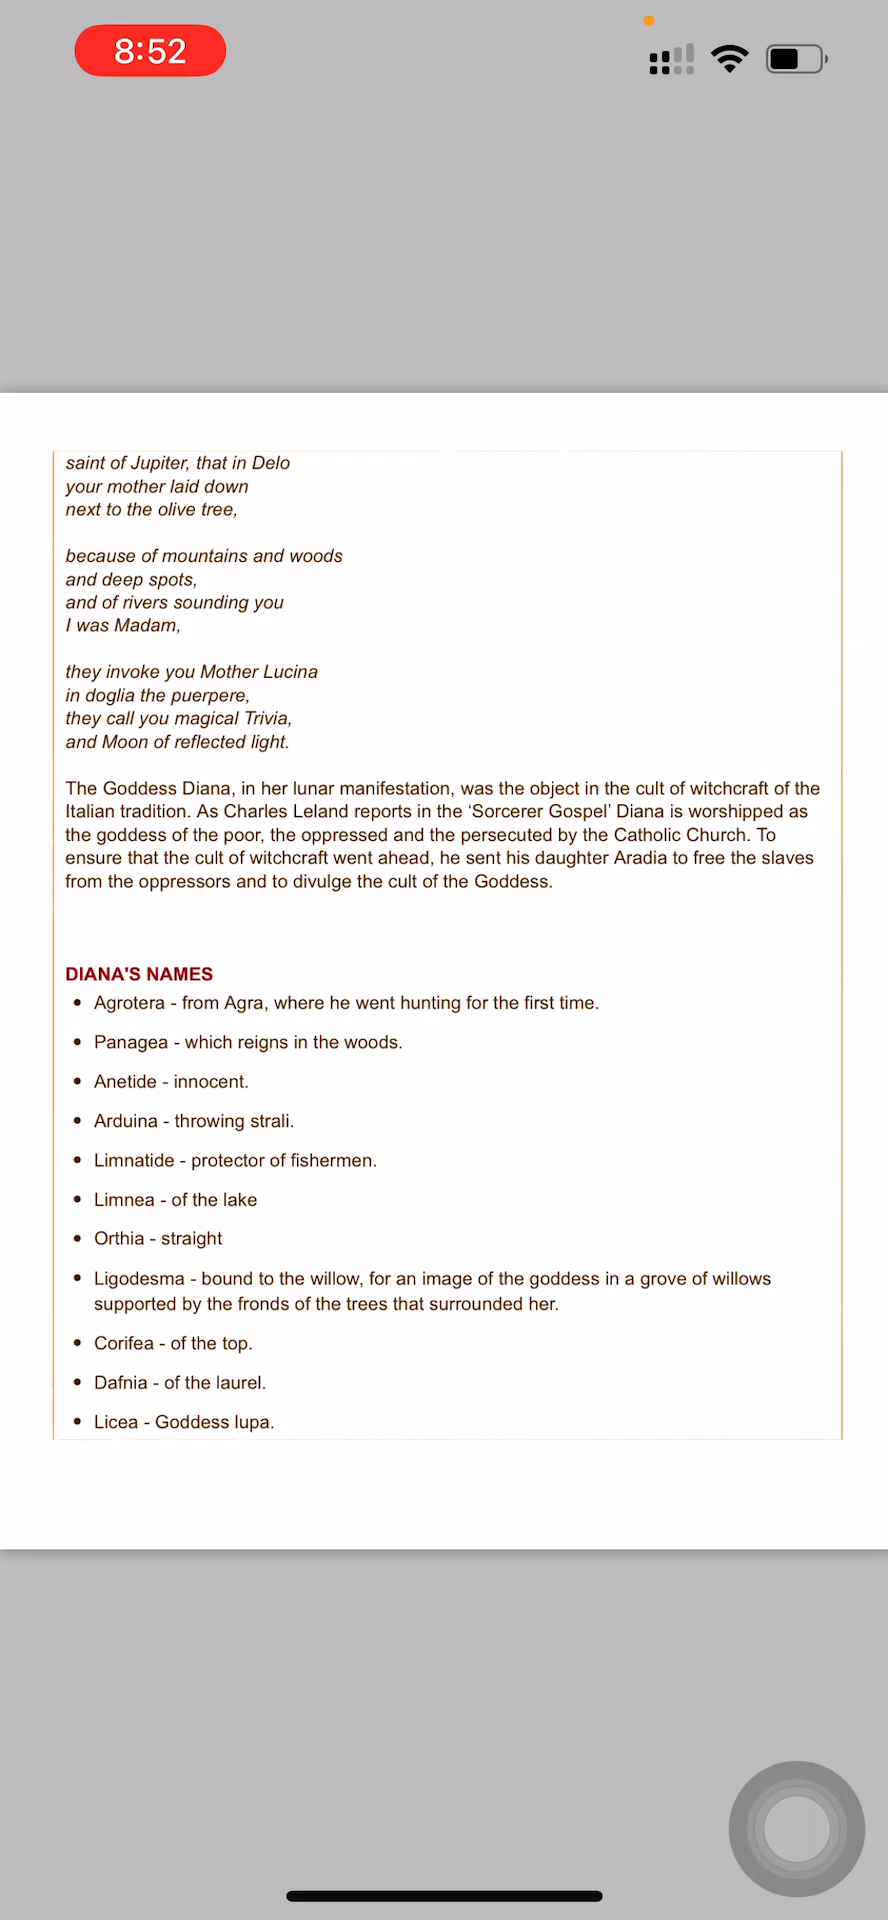 8:52
saint of Jupiter, that in Delo
your mother laid down
next to the olive tree,
because of mountains and woods
and deep spots,
and of rivers sounding you
I was Madam,
they invoke you Mother Lucina
in doglia the puerpere,
they call you magical Trivia,
and Moon of reflected light.
The Goddess Diana, in her lunar manifestation, was the object in the cult of witchcraft of the
Italian tradition. As Charles Leland reports in the ‘Sorcerer Gospel’ Diana is worshipped as
the goddess of the poor, the oppressed and the persecuted by the Catholic Church. To
ensure that the cult of witchcraft went ahead, he sent his daughter Aradia to free the slaves
from the oppressors and to divulge the cult of the Goddess.
DIANA'S NAMES
• Agrotera - from Agra, where he went hunting for the first time.
• Panagea - which reigns in the woods.
• Anetide - innocent.
• Arduina - throwing strali.
• Limnatide - protector of fishermen.
• Limnea - of the lake
• Orthia - straight
• Ligodesma - bound to the willow, for an image of the goddess in a grove of willows
supported by the fronds of the trees that surrounded her.
• Corifea - of the top.
• Dafnia - of the laurel.
• Licea - Goddess lupa.